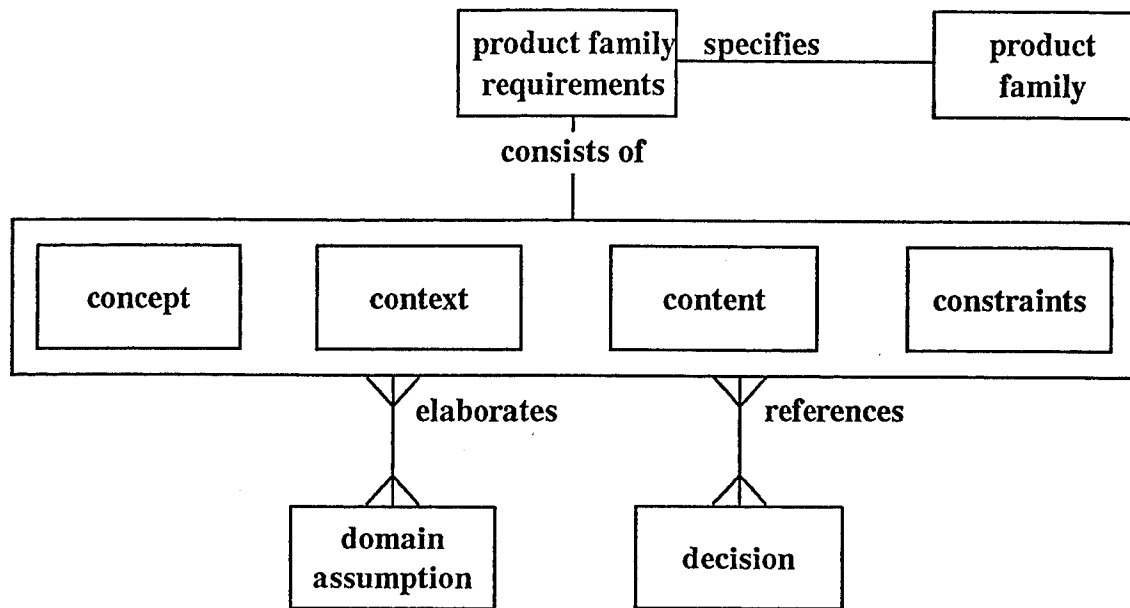 product family
requirements
specifies
product
family
consists of
concept
context
content
constraints
elaborates
references
domain
assumption
decision